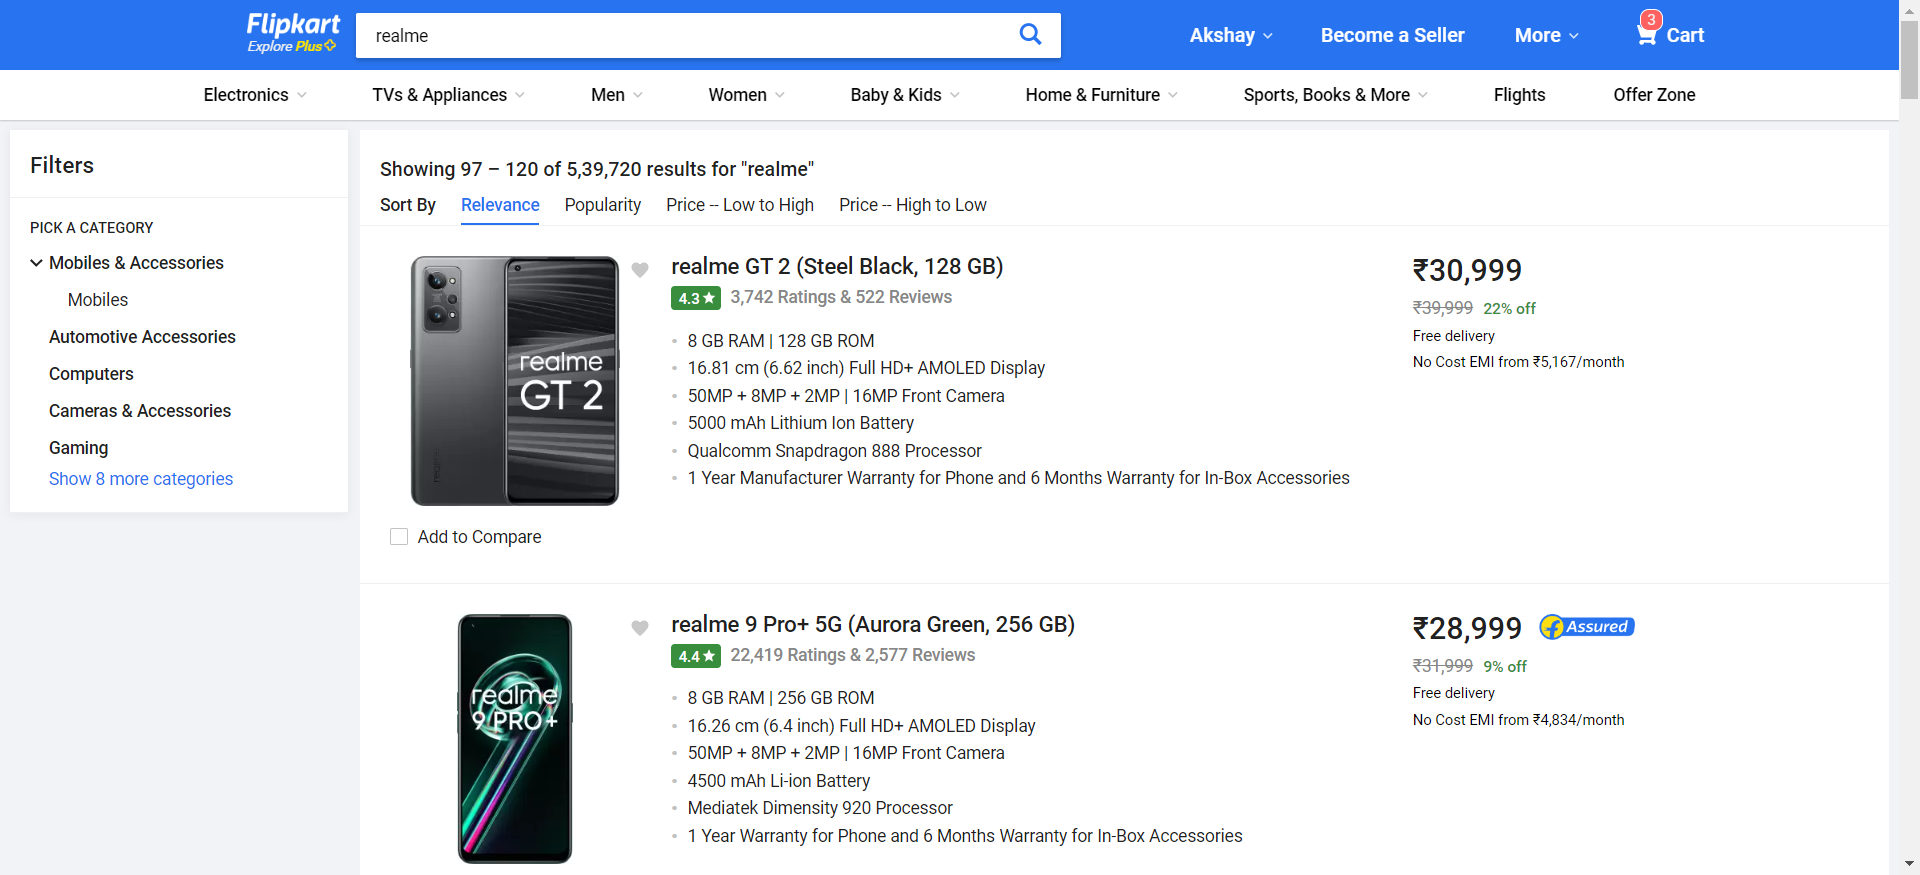 Flipkart
Explore Plus
realme
Akshay
Become a Seller
More
3
Cart
Electronics
TVs & Appliances
Men
Women
Baby & Kids
Home & Furniture
Sports, Books & More
Flights
Offer Zone
Filters
PICK A CATEGORY
Mobiles & Accessories
Mobiles
Automotive Accessories
Computers
Cameras & Accessories
Gaming
Show 8 more categories
Showing 97 – 120 of 5,39,720 results for "realme"
Sort By
Relevance
Popularity
Price -- Low to High
Price -- High to Low
realme
GT 2
realme
Add to Compare
realme GT 2 (Steel Black, 128 GB)
4.3★
3,742 Ratings & 522 Reviews
8 GB RAM | 128 GB ROM
16.81 cm (6.62 inch) Full HD+ AMOLED Display
50MP + 8MP + 2MP | 16MP Front Camera
5000 mAh Lithium Ion Battery
Qualcomm Snapdragon 888 Processor
1 Year Manufacturer Warranty for Phone and 6 Months Warranty for In-Box Accessories
₹30,999
₹39,999 22% off
Free delivery
No Cost EMI from ₹5,167/month
realme
9 PRO+
realme 9 Pro+ 5G (Aurora Green, 256 GB)
4.4★
22,419 Ratings & 2,577 Reviews
8 GB RAM | 256 GB ROM
16.26 cm (6.4 inch) Full HD+ AMOLED Display
50MP + 8MP + 2MP | 16MP Front Camera
4500 mAh Li-ion Battery
Mediatek Dimensity 920 Processor
1 Year Warranty for Phone and 6 Months Warranty for In-Box Accessories
₹28,999
Assured
₹31,999 9% off
Free delivery
No Cost EMI from ₹4,834/month